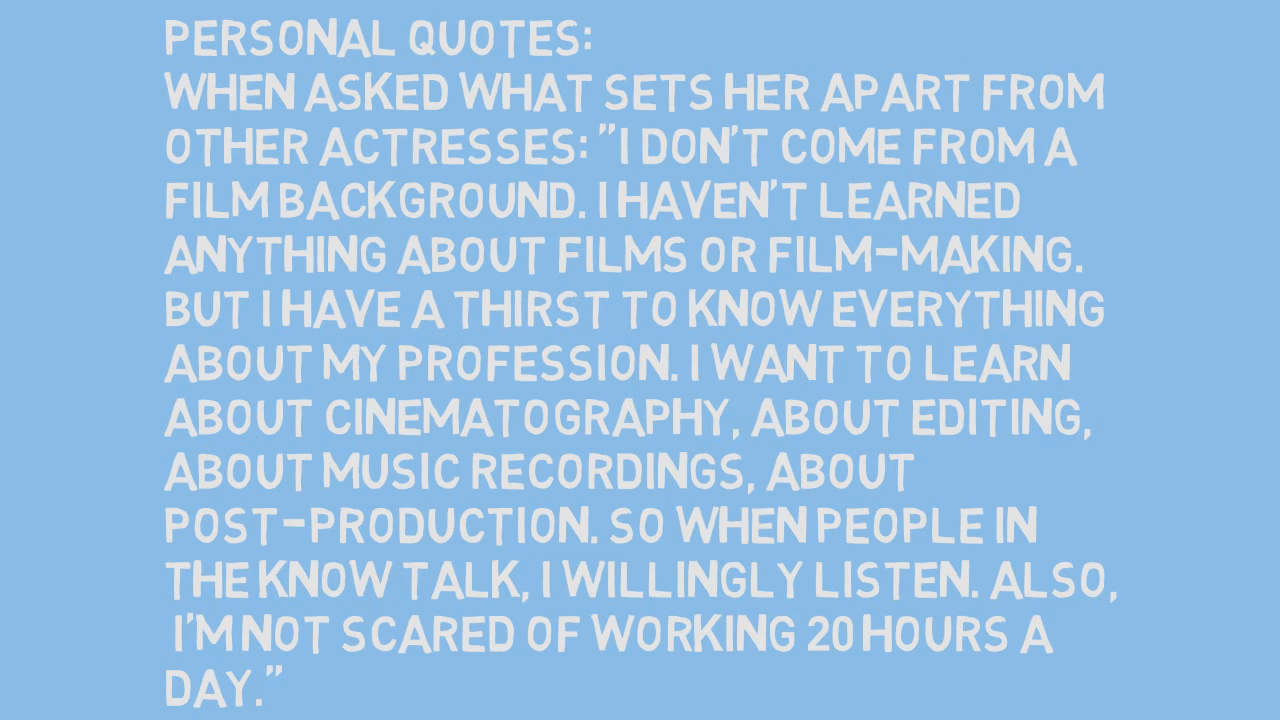 PERSONAL QUOTES:
WHEN ASKED WHAT SETS HER APART FROM
OTHER ACTRESSES: "I DON'T COME FROM A
FILM BACKGROUND. I HAVEN'T LEARNED
ANYTHING ABOUT FILMS OR FILM-MAKING.
BUT I HAVE A THIRST TO KNOW EVERYTHING
ABOUT MY PROFESSION. I WANT TO LEARN
ABOUT CINEMATOGRAPHY, ABOUT EDITING,
ABOUT MUSIC RECORDINGS, ABOUT
POST-PRODUCTION. SO WHEN PEOPLE IN
THE KNOW TALK, I WILLINGLY LISTEN. ALSO,
I'M NOT SCARED OF WORKING 20 HOURS A
DAY."